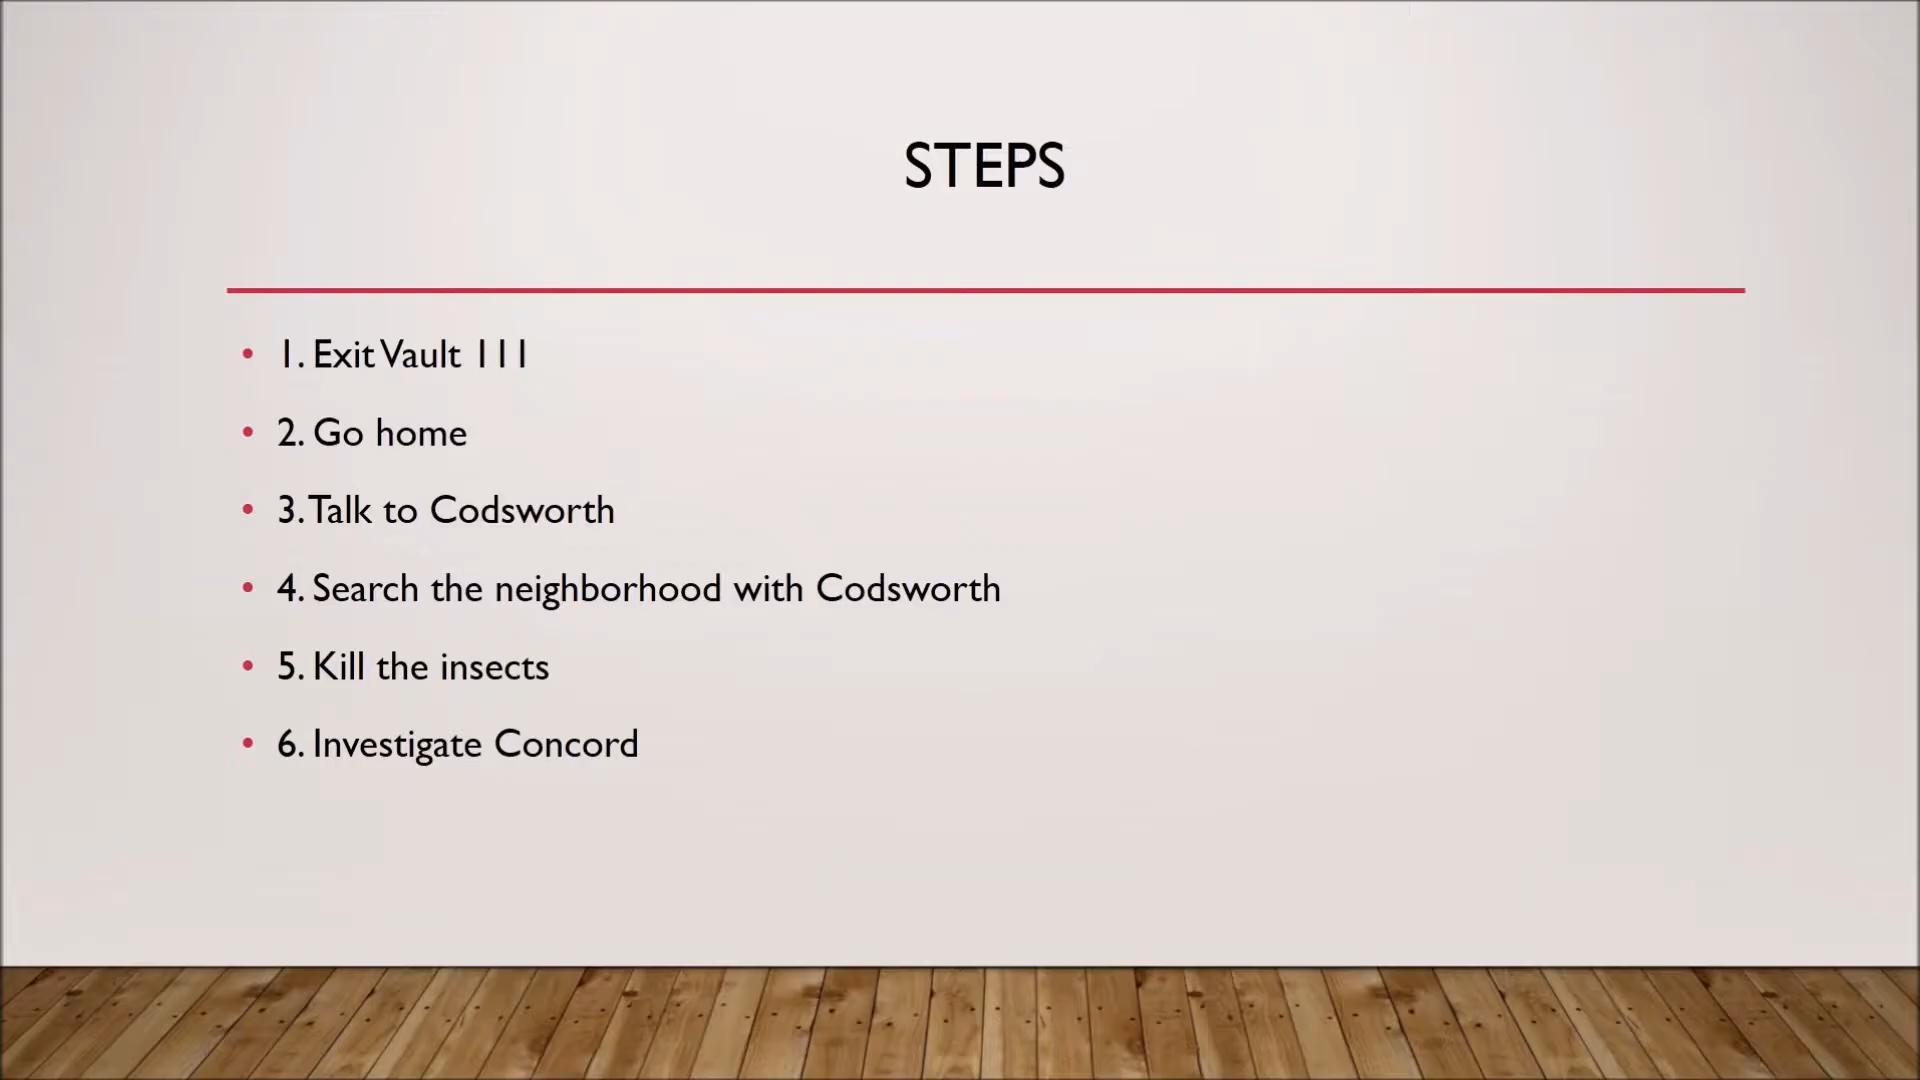 STEPS
• 1. Exit Vault 111
• 2. Go home
• 3. Talk to Codsworth
• 4. Search the neighborhood with Codsworth
• 5. Kill the insects
• 6. Investigate Concord